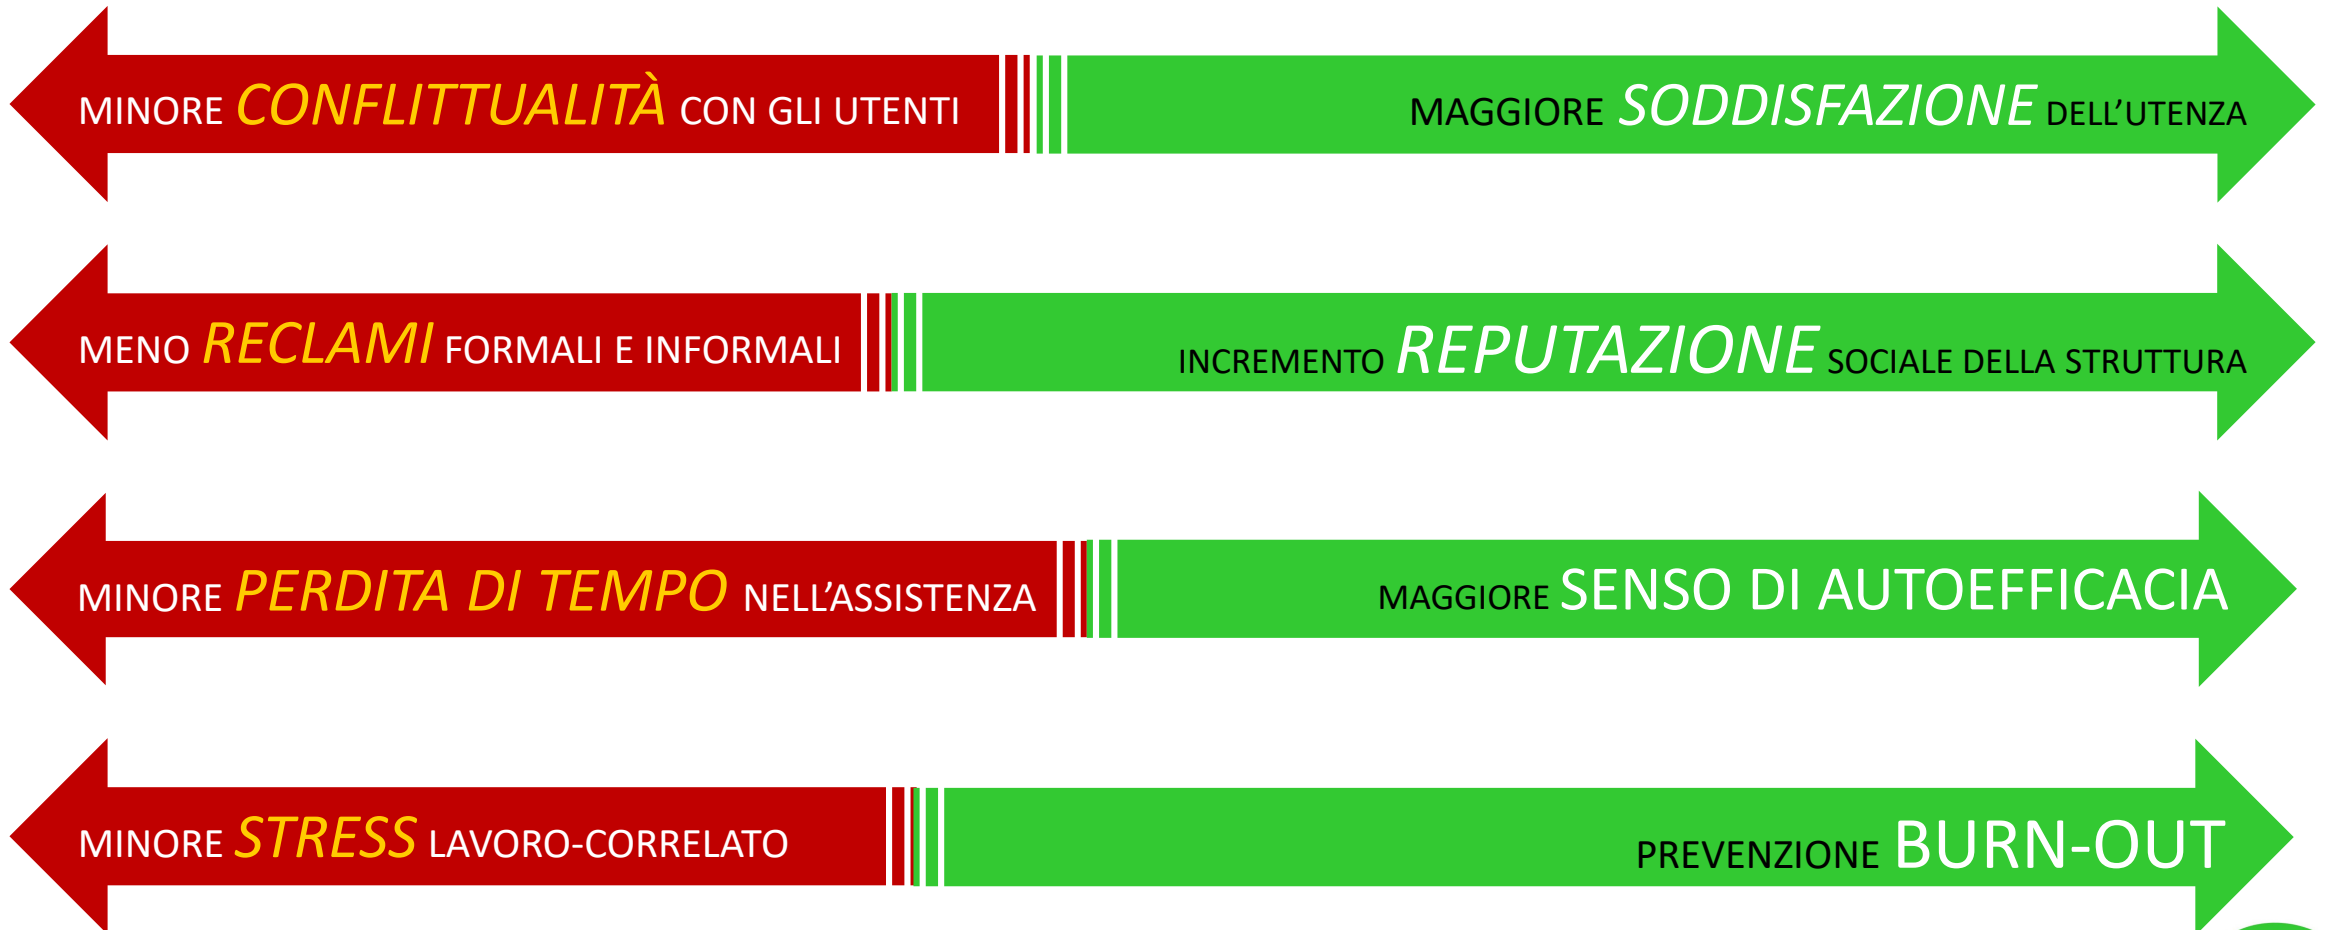 MINORE CONFLITTUALITÀ CON GLI UTENTI
MAGGIORE SODDISFAZIONE DELL'UTENZA
MENO RECLAMI FORMALI E INFORMALI
INCREMENTO REPUTAZIONE SOCIALE DELLA STRUTTURA
MINORE PERDITA DI TEMPO NELL'ASSISTENZA
MAGGIORE SENSO DI AUTOEFFICACIA
MINORE STRESS LAVORO-CORRELATO
PREVENZIONE BURN-OUT